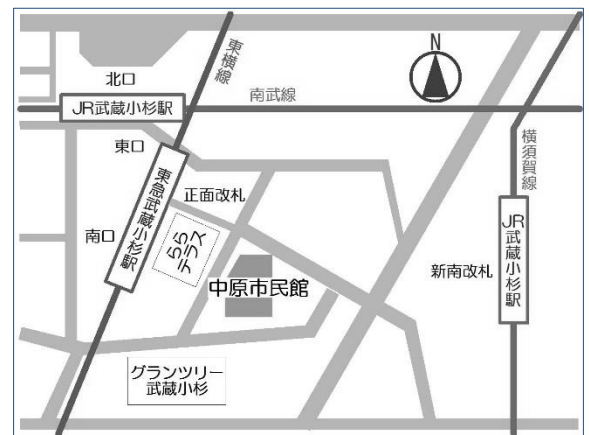 東横線
N
北口
南武線
JR武蔵小杉駅
東口
横須賀線
東急武蔵小杉駅
正面改札
JR武蔵小杉駅
南口
ららテラス
新南改札
中原市民館
グランツリー
武蔵小杉